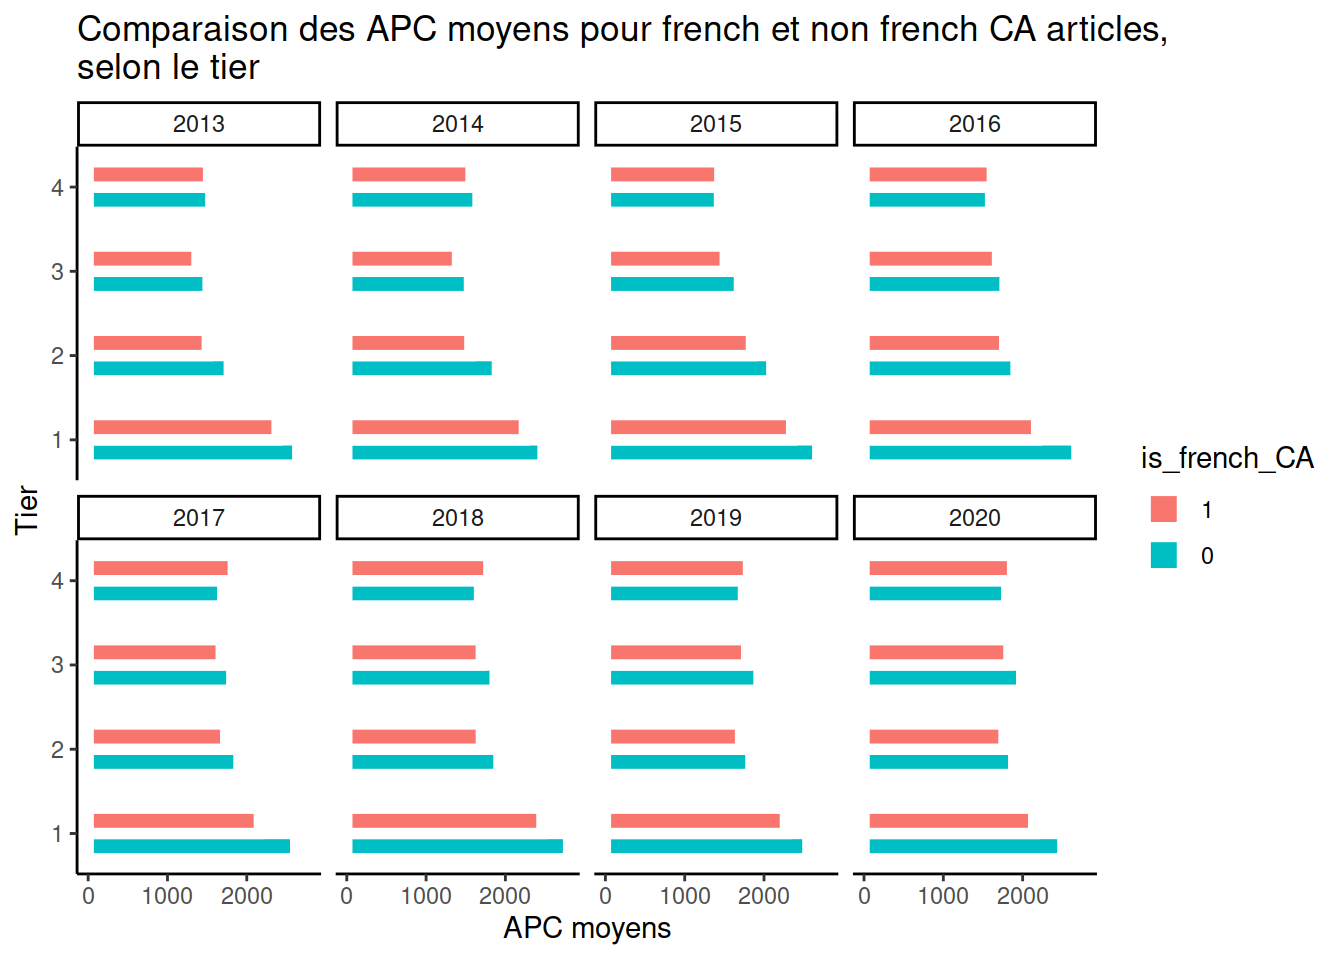 Comparaison des APC moyens pour french et non french CA articles,
selon le tier
2013 2014 2015 2016
4
3
2
1
Tier
2017 2018 2019 2020
4
3
2
1
0 1000 2000 0 1000 2000 0 1000 2000 0 1000 2000
APC moyens
is_french_CA
1
0